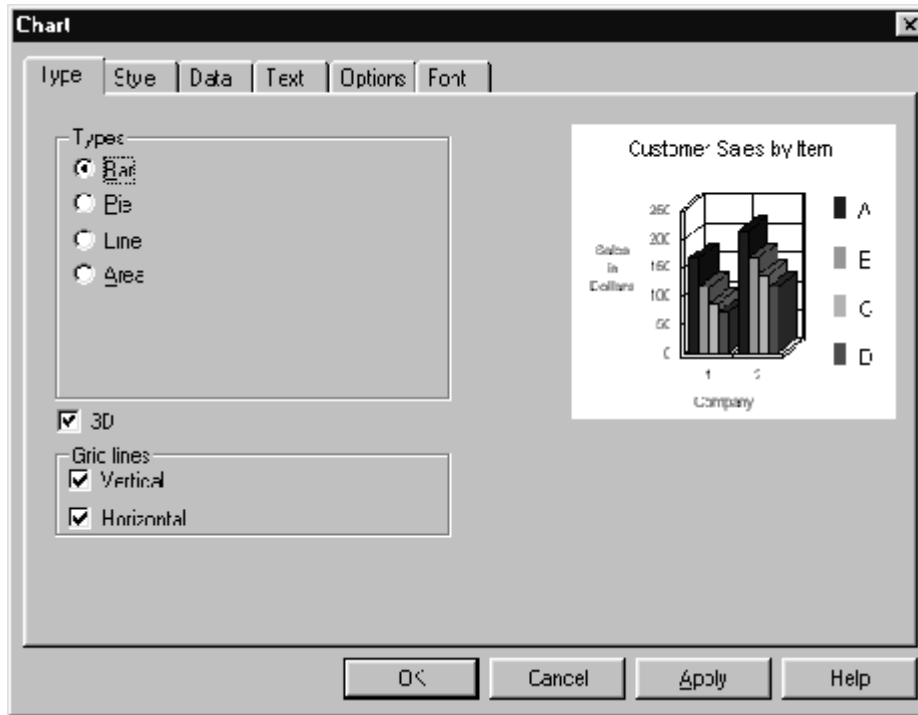 Chart
Type Style Data Text Options Font
Types
Bar
Pie
Line
Area
3D
Grid lines
Vertical
Horizontal
Customer Sales by Item
250
200
150
100
50
0
Sales
in
Dollars
1 2
Company
A
B
C
D
OK Cancel Apply Help